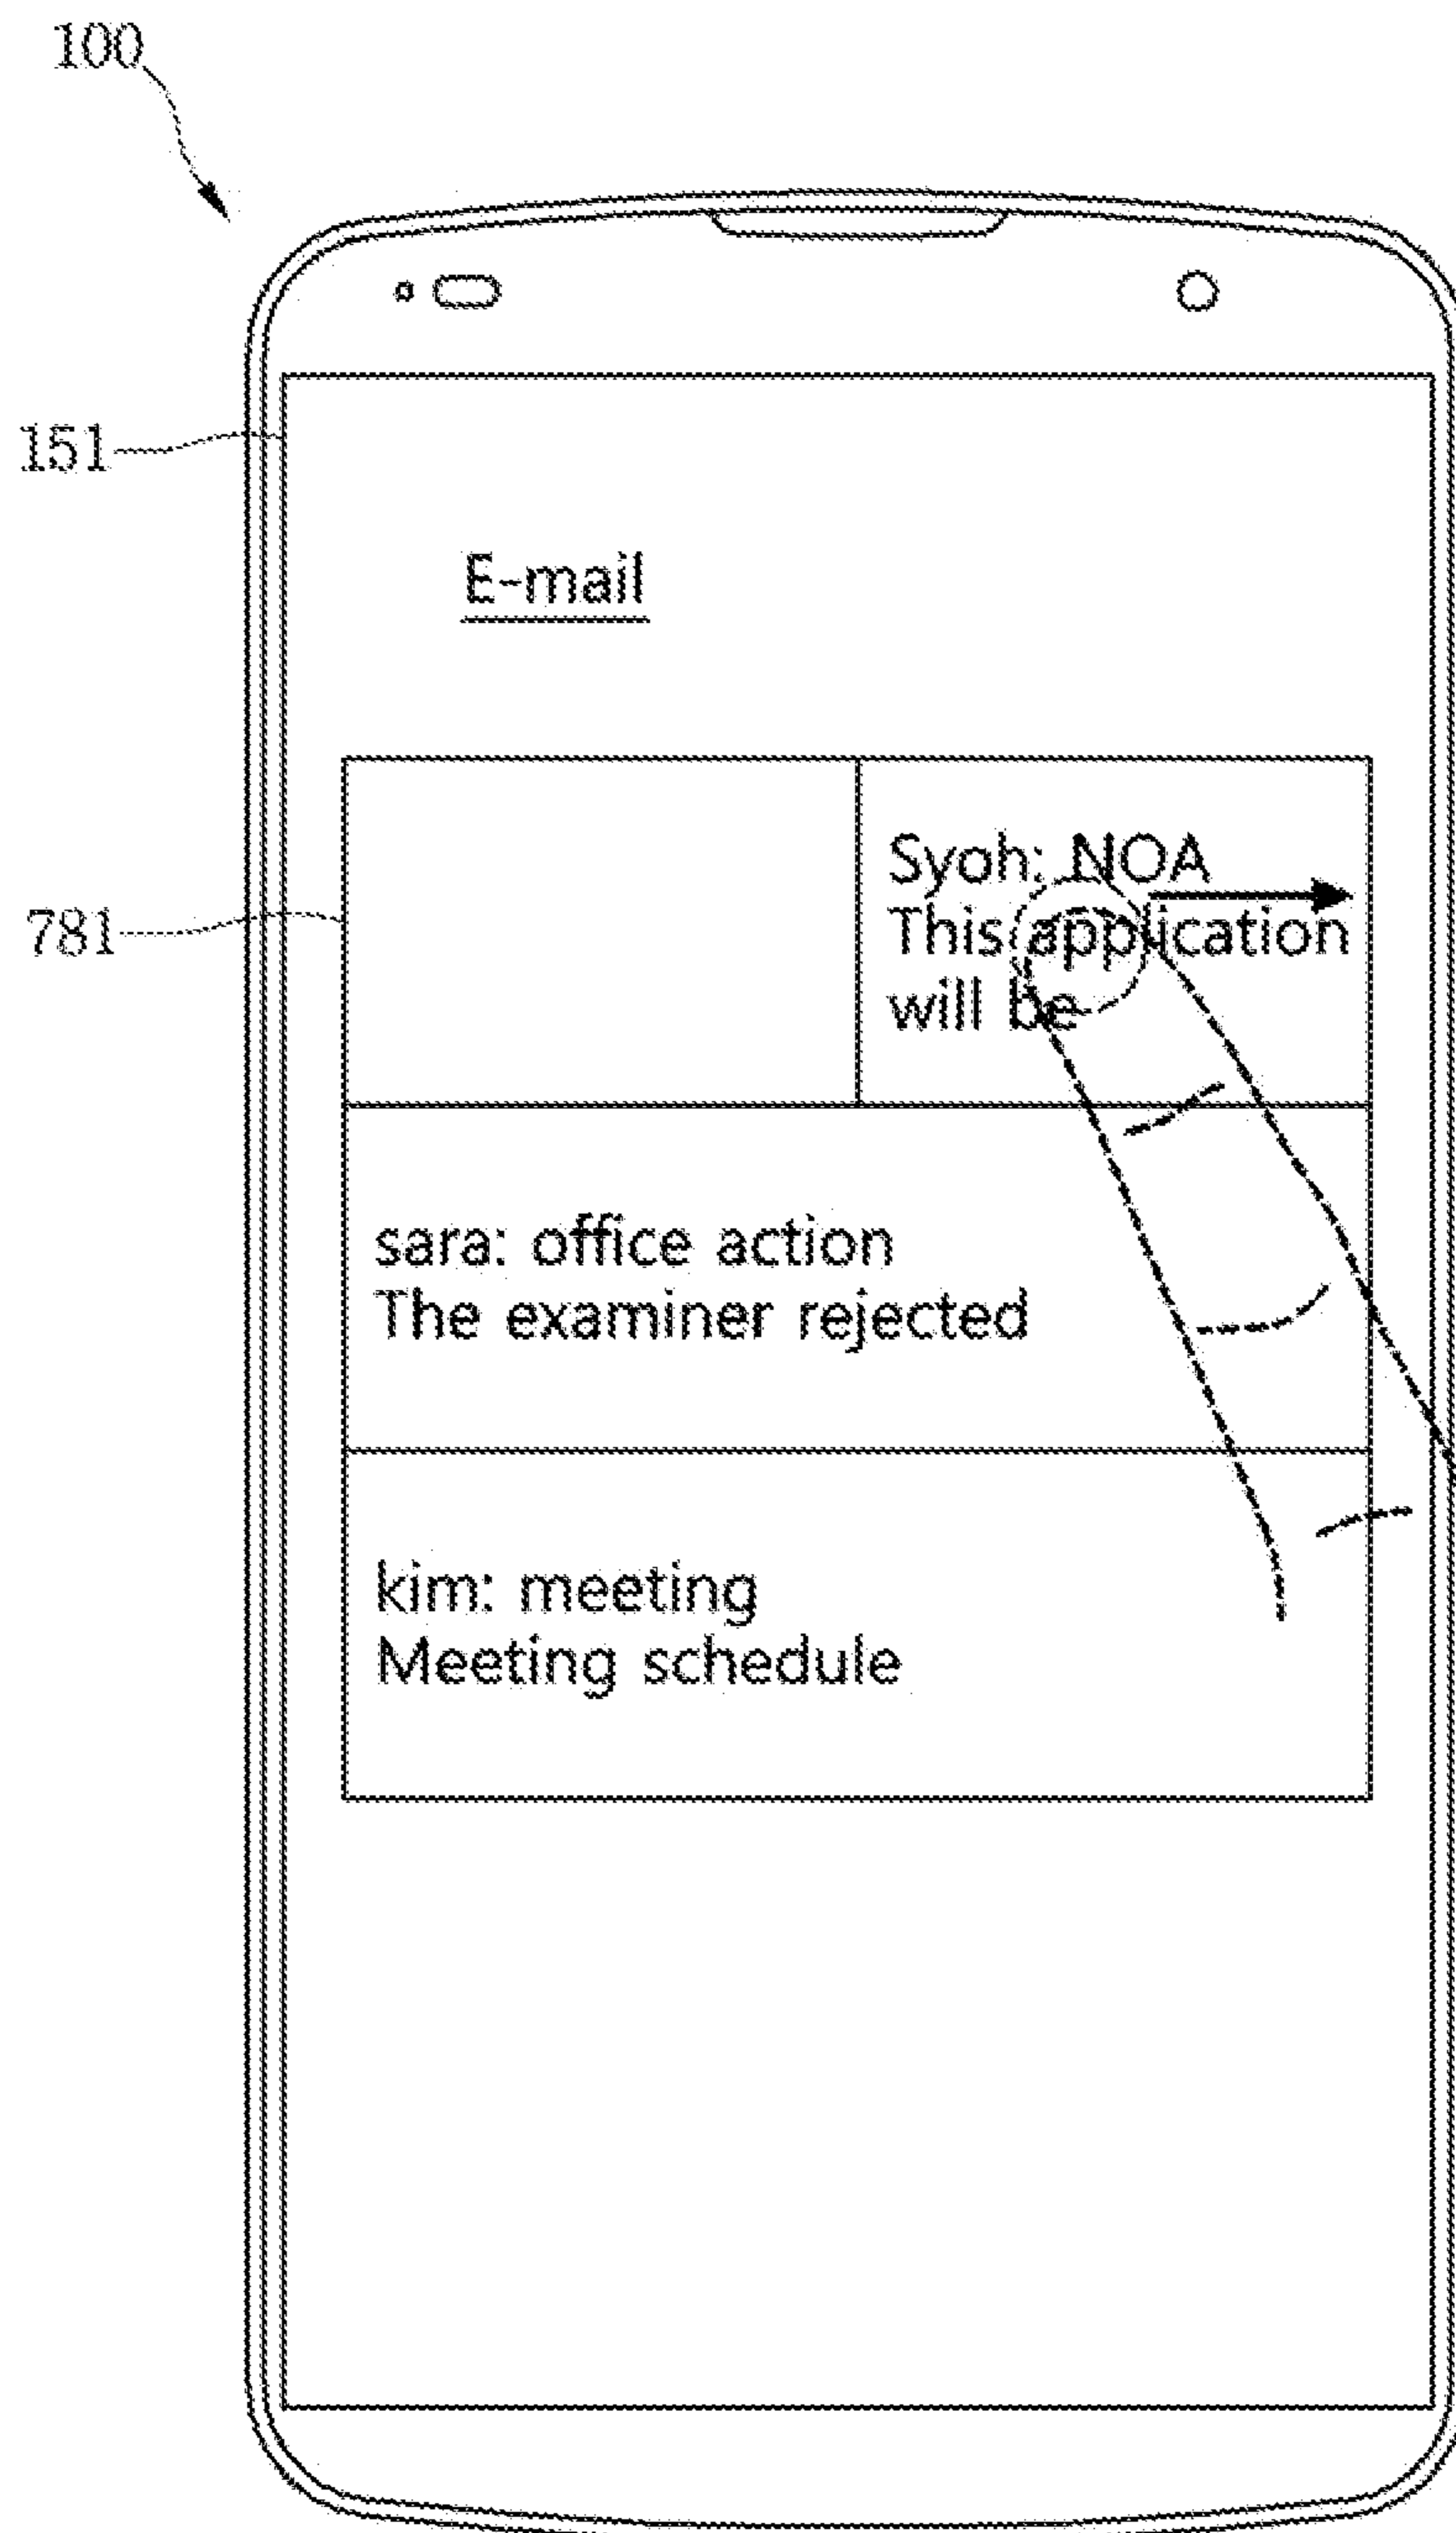 100
151
E-mail
781
Syoh: NOA
This application
will be
sara: office action
The examiner rejected
kim: meeting
Meeting schedule